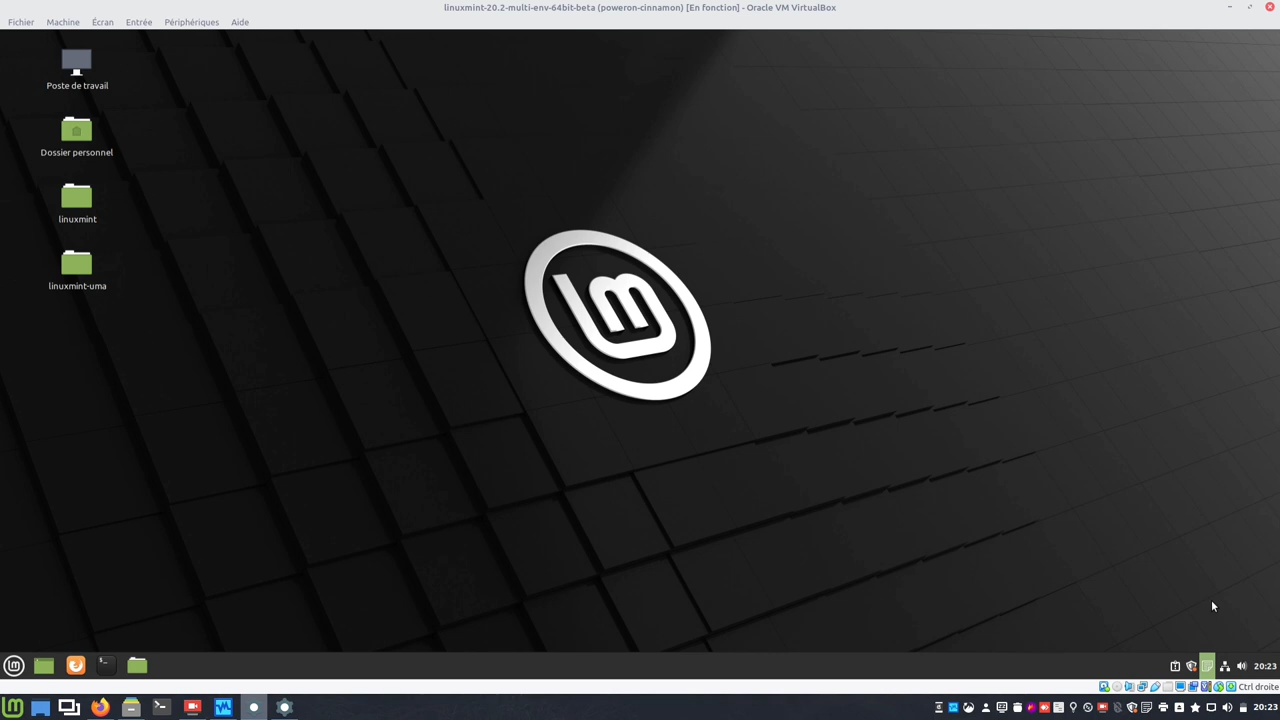 linuxmint-20.2-multi-env-64bit-beta (poweron-cinnamon) [En fonction] - Oracle VM VirtualBox
Fichier Machine Écran Entrée Périphériques Aide
Poste de travail
Dossier personnel
linuxmint
linuxmint-uma
20:23
Ctrl droite
20:23